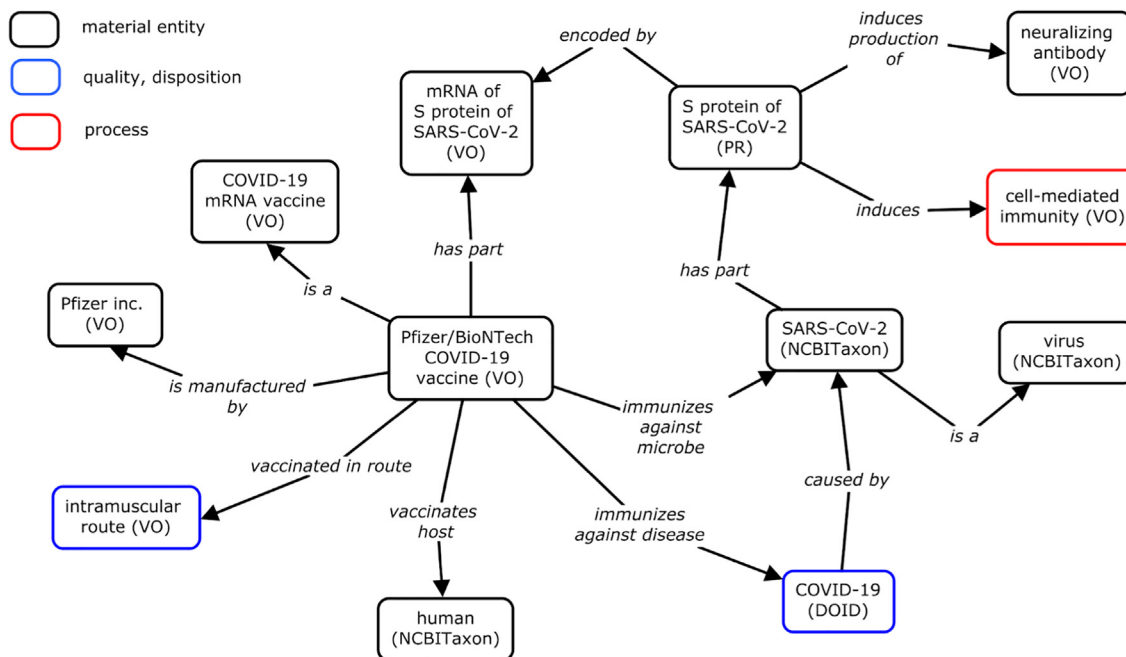 material entity
quality, disposition
process
encoded by
induces
production
of
neuralizing
antibody
(VO)
mRNA of
S protein of
SARS-CoV-2
(VO)
S protein of
SARS-CoV-2
(PR)
COVID-19
mRNA vaccine
(VO)
induces
cell-mediated
immunity (VO)
has part
has part
is a
Pfizer inc.
(VO)
Pfizer/BioNTech
COVID-19
vaccine (VO)
SARS-CoV-2
(NCBITaxon)
virus
(NCBITaxon)
is manufactured
by
immunizes
against
microbe
is a
vaccinated in route
caused by
intramuscular
route (VO)
vaccinates
host
immunizes
against disease
human
(NCBITaxon)
COVID-19
(DOID)